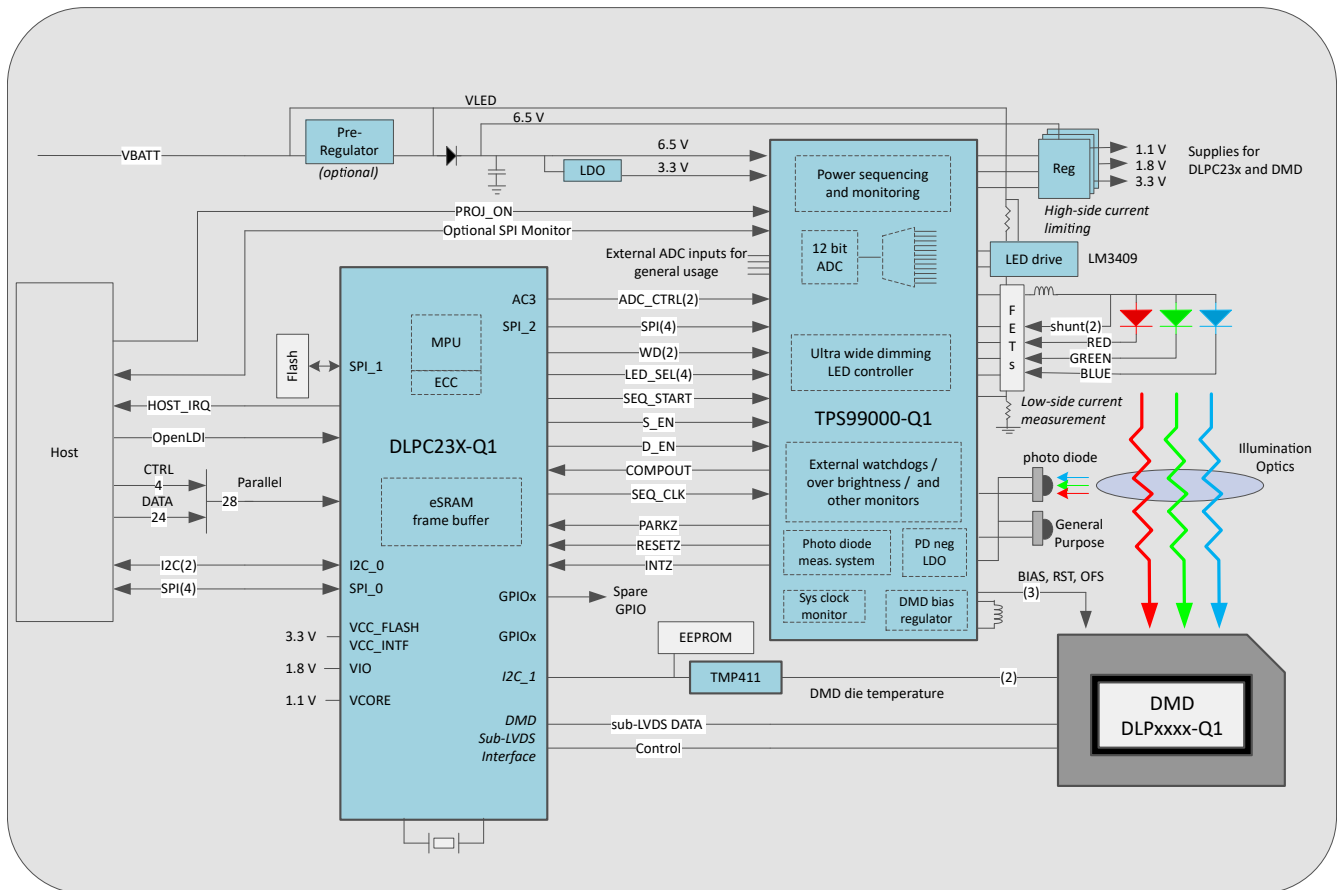 VLED
6.5 V
Pre-
Regulator
(optional)
VBATT
6.5 V
3.3 V
LDO
Power sequencing
and monitoring
Reg
1.1 V
1.8 V
3.3 V
Supplies for
DLPC23x and DMD
High-side current
limiting
PROJ_ON
Optional SPI Monitor
External ADC inputs for
general usage
12 bit
ADC
LED drive
LM3409
Host
Flash
SPI_1
AC3
SPI_2
MPU
ECC
ADC_CTRL(2)
SPI(4)
WD(2)
LED_SEL(4)
SEQ_START
S_EN
D_EN
COMPOUT
SEQ_CLK
PARKZ
RESETZ
INTZ
Ultra wide dimming
LED controller
TPS99000-Q1
F
E
T
s
shunt(2)
RED
GREEN
BLUE
Low-side current
measurement
HOST_IRQ
OpenLDI
CTRL
4
DATA
24
28
Parallel
DLPC23X-Q1
eSRAM
frame buffer
External watchdogs /
over brightness / and
other monitors
photo diode
Illumination
Optics
General
Purpose
Photo diode
meas. system
PD neg
LDO
Sys clock
monitor
DMD bias
regulator
BIAS, RST, OFS
(3)
I2C(2)
SPI(4)
I2C_0
SPI_0
GPIOx
Spare
GPIO
3.3 V
VCC_FLASH
VCC_INTF
GPIOx
1.8 V
VIO
1.1 V
VCORE
I2C_1
EEPROM
TMP411
DMD die temperature
(2)
DMD
Sub-LVDS
Interface
sub-LVDS DATA
Control
DMD
DLPxxxx-Q1